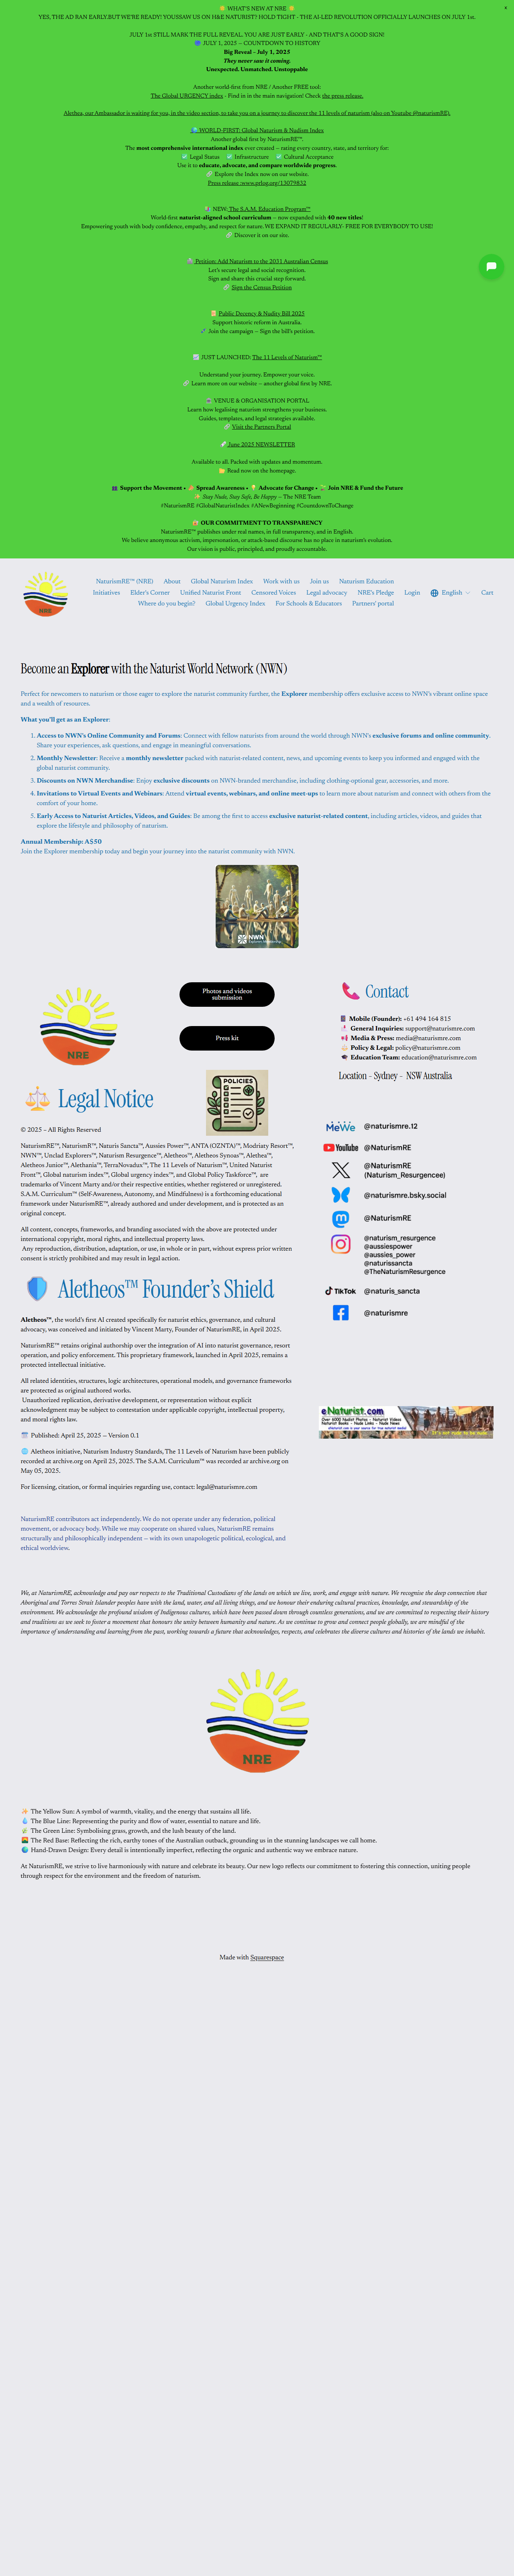 🌟 WHAT'S NEW AT NRE 🌟
YES, THE AD RAN EARLY.BUT WE'RE READY! YOUSSAW US ON H&E NATURIST? HOLD TIGHT - THE AI-LED REVOLUTION OFFICIALLY LAUNCHES ON JULY 1st.
JULY 1st STILL MARK THE FULL REVEAL. YOU ARE JUST EARLY - AND THAT'S A GOOD SIGN!
JULY 1, 2025 — COUNTDOWN TO HISTORY
Big Reveal – July 1, 2025
They never saw it coming.
Unexpected. Unmatched. Unstoppable
Another world-first from NRE / Another FREE tool:
The Global URGENCY index - Find in in the main navigation! Check the press release.
Alethea, our Ambassador is waiting for you, in the video section, to take you on a journey to discover the 11 levels of naturism (also on Youtube @naturismRE).
🌍 WORLD-FIRST: Global Naturism & Nudism Index
Another global first by NaturismRE™.
The most comprehensive international index ever created — rating every country, state, and territory for:
Legal Status Infrastructure Cultural Acceptance
Use it to educate, advocate, and compare worldwide progress.
🔗 Explore the Index now on our website.
Press release :www.prlog.org/13079832
NEW: The S.A.M. Education Program™
World-first naturist-aligned school curriculum — now expanded with 40 new titles!
Empowering youth with body confidence, empathy, and respect for nature. WE EXPAND IT REGULARLY- FREE FOR EVERYBODY TO USE!
🔗 Discover it on our site.
Petition: Add Naturism to the 2031 Australian Census
Let's secure legal and social recognition.
Sign and share this crucial step forward.
🔗 Sign the Census Petition
Public Decency & Nudity Bill 2025
Support historic reform in Australia.
Join the campaign — Sign the bill's petition.
JUST LAUNCHED: The 11 Levels of Naturism™
Understand your journey. Empower your voice.
🔗 Learn more on our website — another global first by NRE.
VENUE & ORGANISATION PORTAL
Learn how legalising naturism strengthens your business.
Guides, templates, and legal strategies available.
🔗 Visit the Partners Portal
June 2025 NEWSLETTER
Available to all. Packed with updates and momentum.
Read now on the homepage.
Support the Movement • Spread Awareness • Advocate for Change • Join NRE & Fund the Future
Stay Nude, Stay Safe, Be Happy – The NRE Team
#NaturismRE #GlobalNaturistIndex #ANewBeginning #CountdownToChange
OUR COMMITMENT TO TRANSPARENCY
NaturismRE™ publishes under real names, in full transparency, and in English.
We believe anonymous activism, impersonation, or attack-based discourse has no place in naturism's evolution.
Our vision is public, principled, and proudly accountable.
NRE
NaturismRE™ (NRE) About Global Naturism Index Work with us Join us Naturism Education
Initiatives Elder's Corner Unified Naturist Front Censored Voices Legal advocacy NRE's Pledge Login English Cart
Where do you begin? Global Urgency Index For Schools & Educators Partners' portal
Become an Explorer with the Naturist World Network (NWN)
Perfect for newcomers to naturism or those eager to explore the naturist community further, the Explorer membership offers exclusive access to NWN's vibrant online space
and a wealth of resources.
What you'll get as an Explorer:
1. Access to NWN's Online Community and Forums: Connect with fellow naturists from around the world through NWN's exclusive forums and online community.
Share your experiences, ask questions, and engage in meaningful conversations.
2. Monthly Newsletter: Receive a monthly newsletter packed with naturist-related content, news, and upcoming events to keep you informed and engaged with the
global naturist community.
3. Discounts on NWN Merchandise: Enjoy exclusive discounts on NWN-branded merchandise, including clothing-optional gear, accessories, and more.
4. Invitations to Virtual Events and Webinars: Attend virtual events, webinars, and online meet-ups to learn more about naturism and connect with others from the
comfort of your home.
5. Early Access to Naturist Articles, Videos, and Guides: Be among the first to access exclusive naturist-related content, including articles, videos, and guides that
explore the lifestyle and philosophy of naturism.
Annual Membership: A$50
Join the Explorer membership today and begin your journey into the naturist community with NWN.
NWN
Photos and videos
submission
Press kit
📞 Contact
Mobile (Founder): +61 494 164 815
General Inquiries: support@naturismre.com
Media & Press: media@naturismre.com
Policy & Legal: policy@naturismre.com
Education Team: education@naturismre.com
Location - Sydney - NSW Australia
POLICIES
⚖️ Legal Notice
© 2025 – All Rights Reserved
NaturismRE™, NaturismR™, Naturis Sancta™, Aussies Power™, ANTA (OZNTA)™, Modriaty Resort™,
NWN™, Unclad Explorers™, Naturism Resurgence™, Aletheos™, Aletheos Synoas™, Alethea™,
Aletheos Junior™, Alethania™, TerraNovadux™, The 11 Levels of Naturism™, United Naturist
Front™, Global naturism index™, Global urgency index™, and Global Policy Taskforce™, are
trademarks of Vincent Marty and/or their respective entities, whether registered or unregistered.
S.A.M. Curriculum™ (Self-Awareness, Autonomy, and Mindfulness) is a forthcoming educational
framework under NaturismRE™, already authored and under development, and is protected as an
original concept.
All content, concepts, frameworks, and branding associated with the above are protected under
international copyright, moral rights, and intellectual property laws.
Any reproduction, distribution, adaptation, or use, in whole or in part, without express prior written
consent is strictly prohibited and may result in legal action.
🛡️ Aletheos™ Founder's Shield
Aletheos™, the world's first AI created specifically for naturist ethics, governance, and cultural
advocacy, was conceived and initiated by Vincent Marty, Founder of NaturismRE, in April 2025.
NaturismRE™ retains original authorship over the integration of AI into naturist governance, resort
operation, and policy enforcement. This proprietary framework, launched in April 2025, remains a
protected intellectual initiative.
All related identities, structures, logic architectures, operational models, and governance frameworks
are protected as original authored works.
Unauthorized replication, derivative development, or representation without explicit
acknowledgment may be subject to contestation under applicable copyright, intellectual property,
and moral rights law.
Published: April 25, 2025 — Version 0.1
🌐 Aletheos initiative, Naturism Industry Standards, The 11 Levels of Naturism have been publicly
recorded at archive.org on April 25, 2025. The S.A.M. Curriculum™ was recorded ar archive.org on
May 05, 2025.
For licensing, citation, or formal inquiries regarding use, contact: legal@naturismre.com
MeWe @naturismre.12
YouTube @NaturismRE
@NaturismRE
(Naturism_Resurgencee)
@naturismre.bsky.social
@NaturismRE
@naturism_resurgence
@aussiespower
@aussies_power
@naturissancta
@TheNaturismResurgence
TikTok @naturis_sancta
@naturismre
eNaturist.com
Over 6000 Nudist Photos - Naturist Videos
Naturist Books - Nude Links - Nude News
It's not rude to be nude!
NaturismRE contributors act independently. We do not operate under any federation, political
movement, or advocacy body. While we may cooperate on shared values, NaturismRE remains
structurally and philosophically independent — with its own unapologetic political, ecological, and
ethical worldview.
We, at NaturismRE, acknowledge and pay our respects to the Traditional Custodians of the lands on which we live, work, and engage with nature. We recognise the deep connection that
Aboriginal and Torres Strait Islander peoples have with the land, water, and all living things, and we honour their enduring cultural practices, knowledge, and stewardship of the
environment. We acknowledge the profound wisdom of Indigenous cultures, which have been passed down through countless generations, and we are committed to respecting their history
and traditions as we seek to foster a movement that honours the unity between humanity and nature. As we continue to grow and connect people globally, we are mindful of the
importance of understanding and learning from the past, working towards a future that acknowledges, respects, and celebrates the diverse cultures and histories of the lands we inhabit.
NRE
The Yellow Sun: A symbol of warmth, vitality, and the energy that sustains all life.
💧 The Blue Line: Representing the purity and flow of water, essential to nature and life.
The Green Line: Symbolising grass, growth, and the lush beauty of the land.
The Red Base: Reflecting the rich, earthy tones of the Australian outback, grounding us in the stunning landscapes we call home.
Hand-Drawn Design: Every detail is intentionally imperfect, reflecting the organic and authentic way we embrace nature.
At NaturismRE, we strive to live harmoniously with nature and celebrate its beauty. Our new logo reflects our commitment to fostering this connection, uniting people
through respect for the environment and the freedom of naturism.
Made with Squarespace